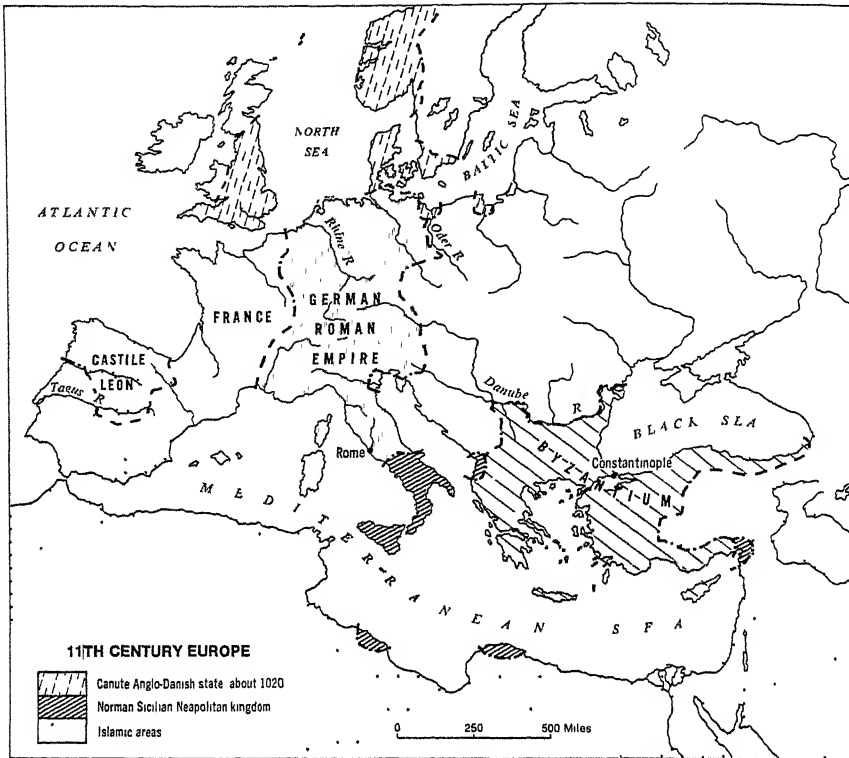 NORTH
SEA
BALTIC SEA
ATLANTIC
OCEAN
Rhine R
Oder R
FRANCE
GERMAN
ROMAN
EMPIRE
CASTILE
LEON
Tagus R
Danube
R
BLACK SEA
Rome
BYZANTIUM
Constantinople
MEDITERRANEAN SFA
11TH CENTURY EUROPE
Canute Anglo-Danish state about 1020
Norman Sicilian Neapolitan kingdom
Islamic areas
0 250 500 Miles